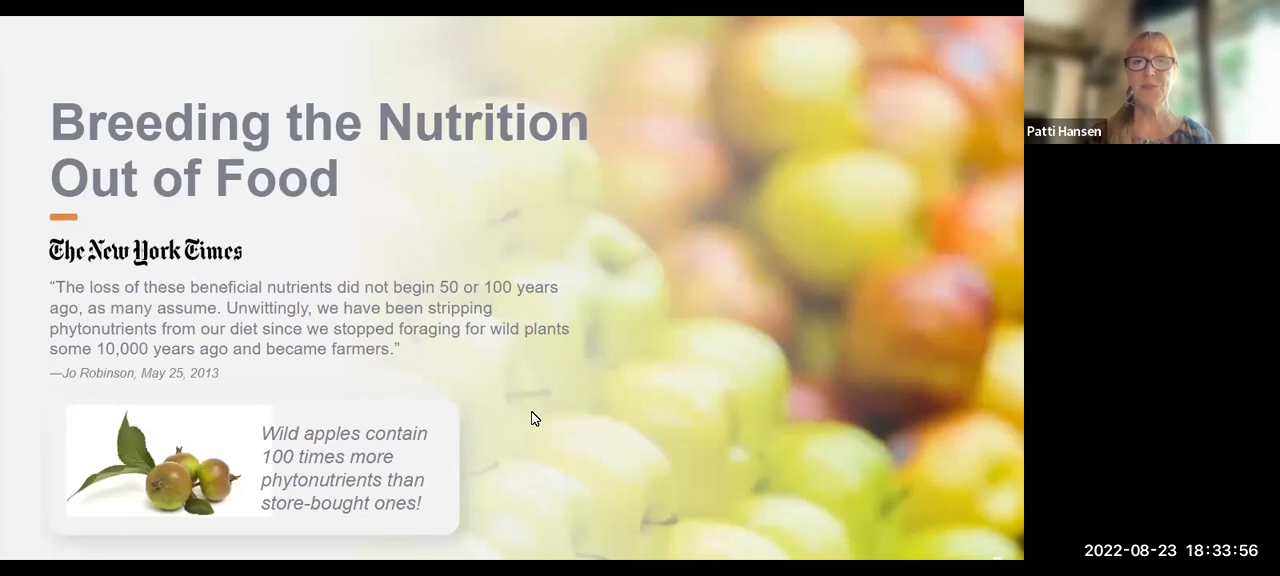 Breeding the Nutrition
Out of Food
The New York Times
“The loss of these beneficial nutrients did not begin 50 or 100 years
ago, as many assume. Unwittingly, we have been stripping
phytonutrients from our diet since we stopped foraging for wild plants
some 10,000 years ago and became farmers.”
—Jo Robinson, May 25, 2013
Wild apples contain
100 times more
phytonutrients than
store-bought ones!
Patti Hansen
2022-08-23 18:33:56